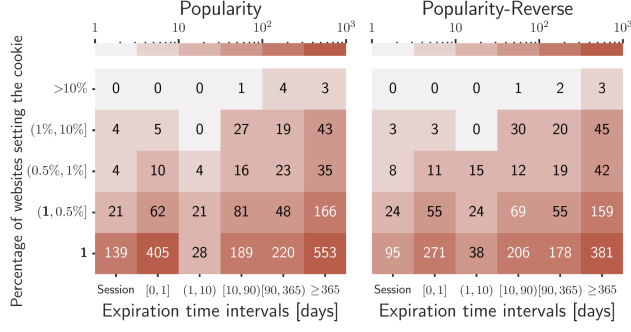 Popularity Popularity-Reverse
1 10 10² 10³ 1 10 10² 10³
Percentage of websites setting the cookie
>10% 0 0 0 1 4 3 0 0 0 1 2 3
(1%, 10%] 4 5 0 27 19 43 3 3 0 30 20 45
(0.5%, 1%] 4 10 4 16 23 35 8 11 15 12 19 42
(1, 0.5%] 21 62 21 81 48 166 24 55 24 69 55 159
1 139 405 28 189 220 553 95 271 38 206 178 381
Session [0, 1] (1, 10) [10, 90) [90, 365) ≥365 Session [0, 1] (1, 10) [10, 90) [90, 365) ≥365
Expiration time intervals [days] Expiration time intervals [days]